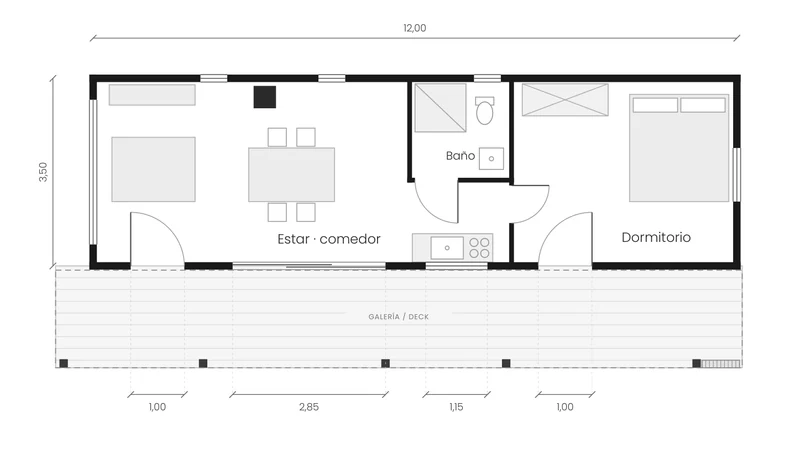 12,00
3,50
Baño
Estar · comedor
Dormitorio
GALERÍA / DECK
1,00
2,85
1,15
1,00